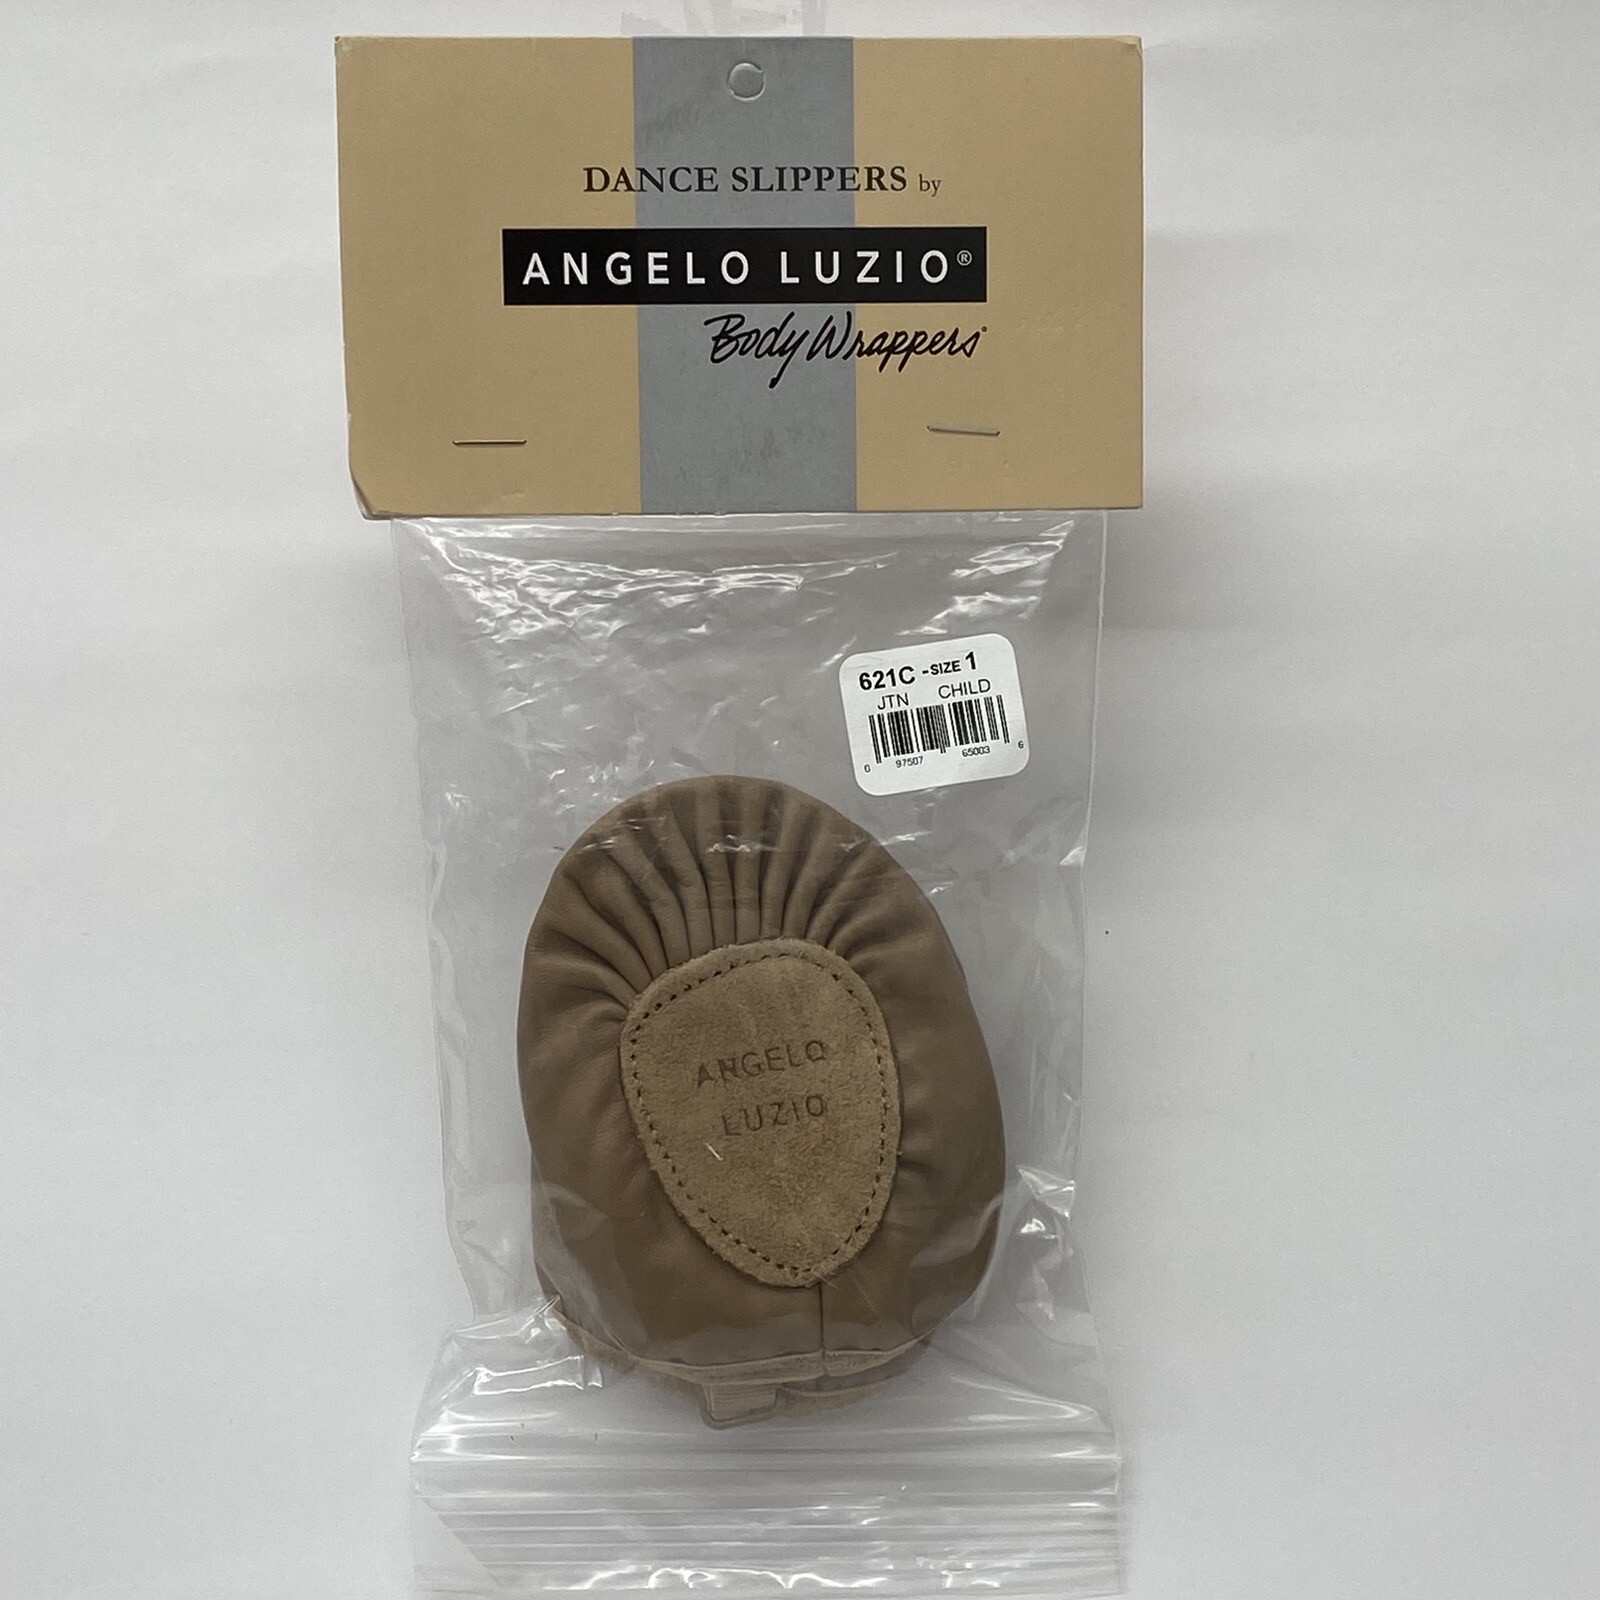 DANCE SLIPPERS by
ANGELO LUZIO®
Body Wrappers®
621C -SIZE 1
JTN CHILD
0 97507 65003 6
ANGELO
LUZIO